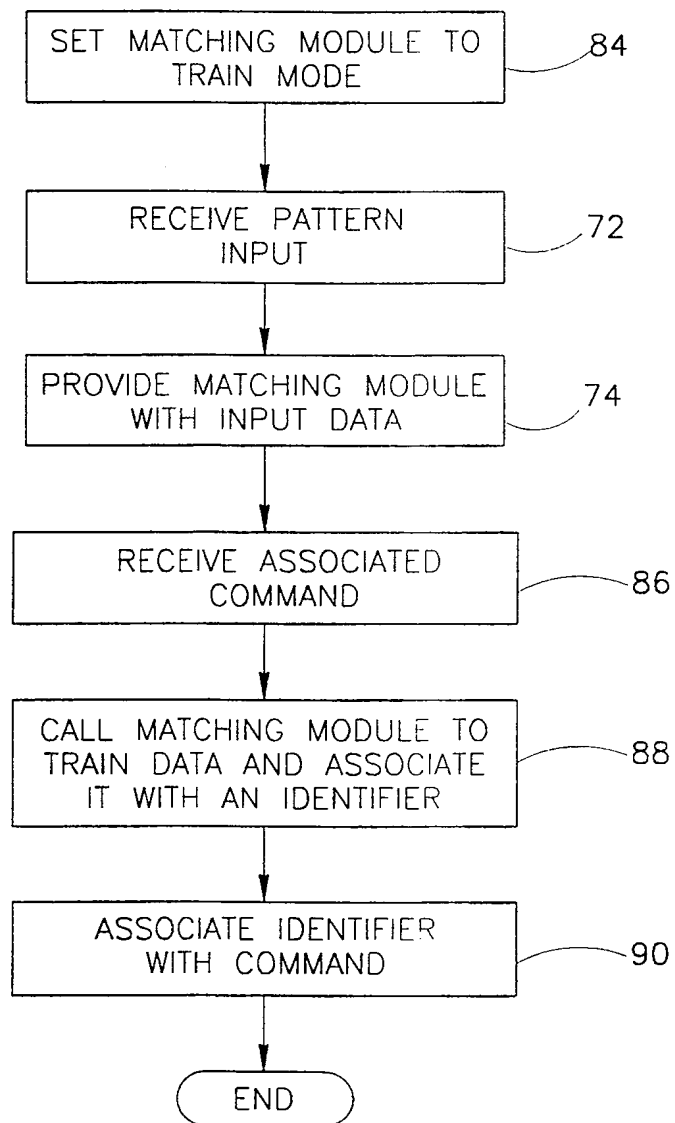 SET MATCHING MODULE TO
TRAIN MODE
84
RECEIVE PATTERN
INPUT
72
PROVIDE MATCHING MODULE
WITH INPUT DATA
74
RECEIVE ASSOCIATED
COMMAND
86
CALL MATCHING MODULE TO
TRAIN DATA AND ASSOCIATE
IT WITH AN IDENTIFIER
88
ASSOCIATE IDENTIFIER
WITH COMMAND
90
END